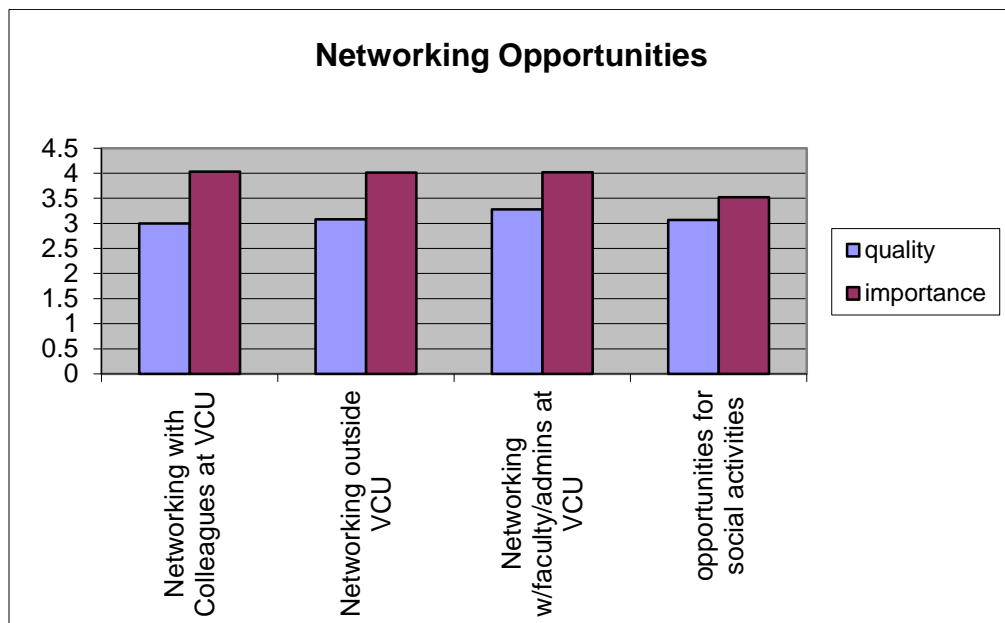 Networking Opportunities
4.5
4
3.5
3
2.5
2
1.5
1
0.5
0
Networking with
Colleagues at VCU
Networking outside
VCU
Networking
w/faculty/admins at
VCU
opportunities for
social activities
quality
importance